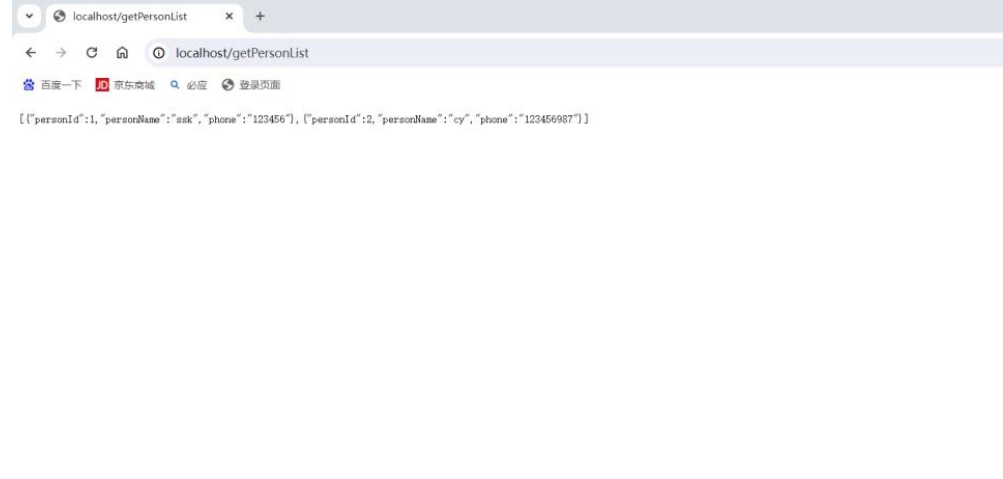 localhost/getPersonList
localhost/getPersonList
百度一下 JD 京东商城 必应 登录页面
[{"personId":1,"personName":"ssk","phone":"123456"},{"personId":2,"personName":"cy","phone":"123456987"}]